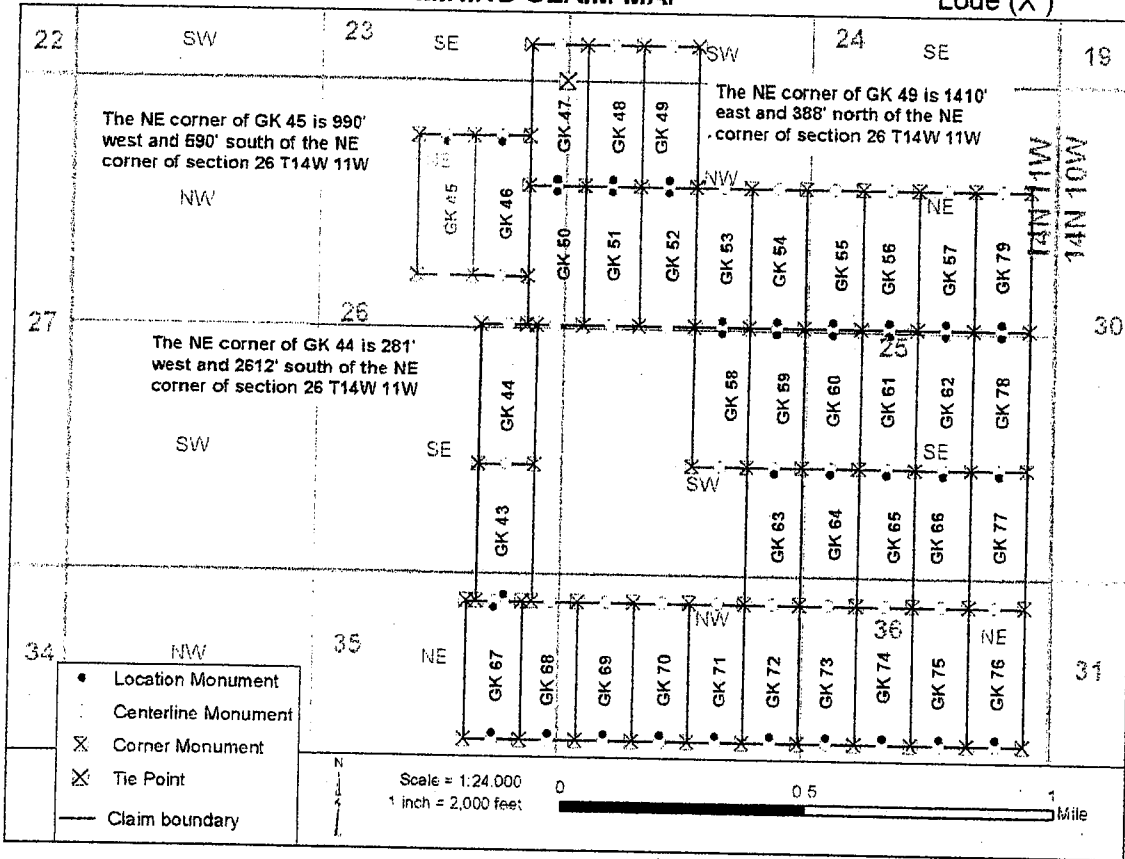 Lode (X )
22
SW
23
SE
SW
24
SE
19
The NE corner of GK 45 is 990'
west and 690' south of the NE
corner of section 26 T14W 11W
The NE corner of GK 49 is 1410'
east and 388' north of the NE
corner of section 26 T14W 11W
GK 47
GK 48
GK 49
14N 11W
14N 10W
NE
NW
NW
NE
GK 45
GK 46
GK 50
GK 51
GK 52
GK 53
GK 54
GK 55
GK 56
GK 57
GK 79
27
26
25
30
The NE corner of GK 44 is 281'
west and 2612' south of the NE
corner of section 26 T14W 11W
GK 44
GK 58
GK 59
GK 60
GK 61
GK 62
GK 78
SW
SE
SW
SE
GK 43
GK 63
GK 64
GK 65
GK 66
GK 77
34
NW
35
NE
NW
36
NE
31
GK 67
GK 68
GK 69
GK 70
GK 71
GK 72
GK 73
GK 74
GK 75
GK 76
Location Monument
Centerline Monument
Corner Monument
Tie Point
Claim boundary
N
Scale = 1:24.000
1 inch = 2,000 feet
0
0 5
1
Mile